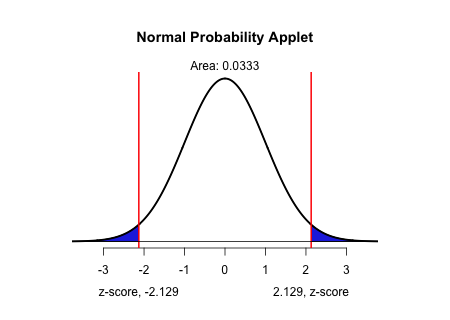 Normal Probability Applet
Area: 0.0333
-3 -2 -1 0 1 2 3
z-score, -2.129 2.129, z-score